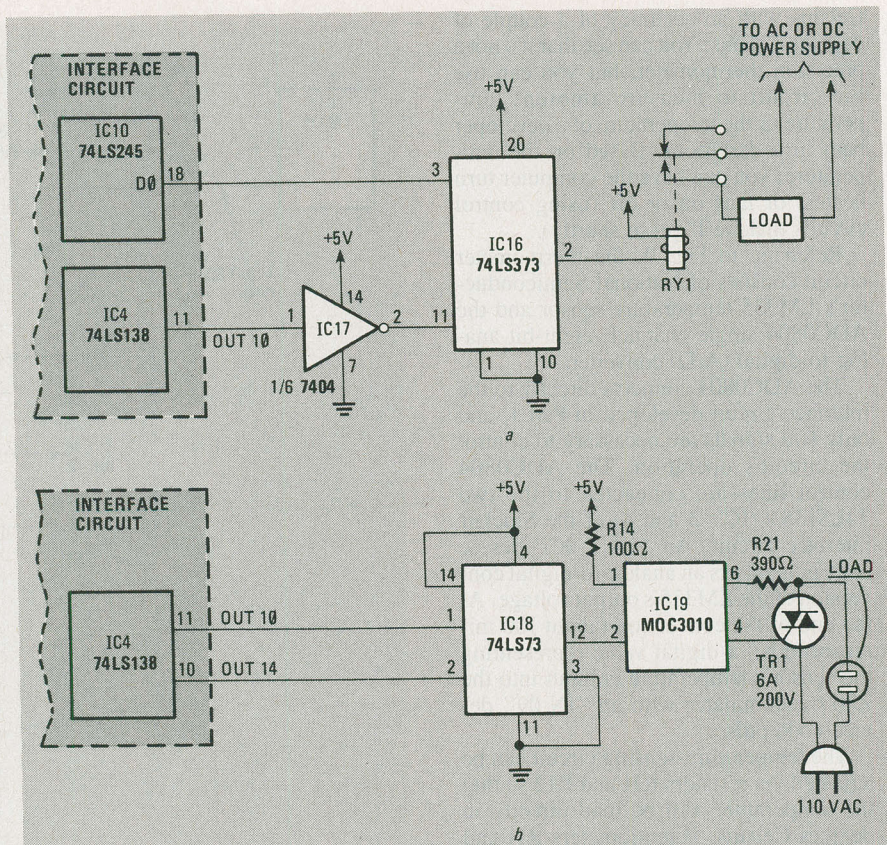 TO AC OR DC
POWER SUPPLY
INTERFACE
CIRCUIT
IC10
74LS245
DØ
18
3
+5V
20
IC16
74LS373
2
+5V
RY1
LOAD
IC4
74LS138
11
OUT 1Ø
1
+5V
14
IC17
2
11
7
1/6 7404
1
10
a
INTERFACE
CIRCUIT
IC4
74LS138
11
OUT 1Ø
10
OUT 14
+5V
4
14
1
2
IC18
74LS73
12
3
11
+5V
R14
100Ω
1
2
IC19
MOC3010
6
4
R21
390Ω
LOAD
TR1
6A
200V
110 VAC
b